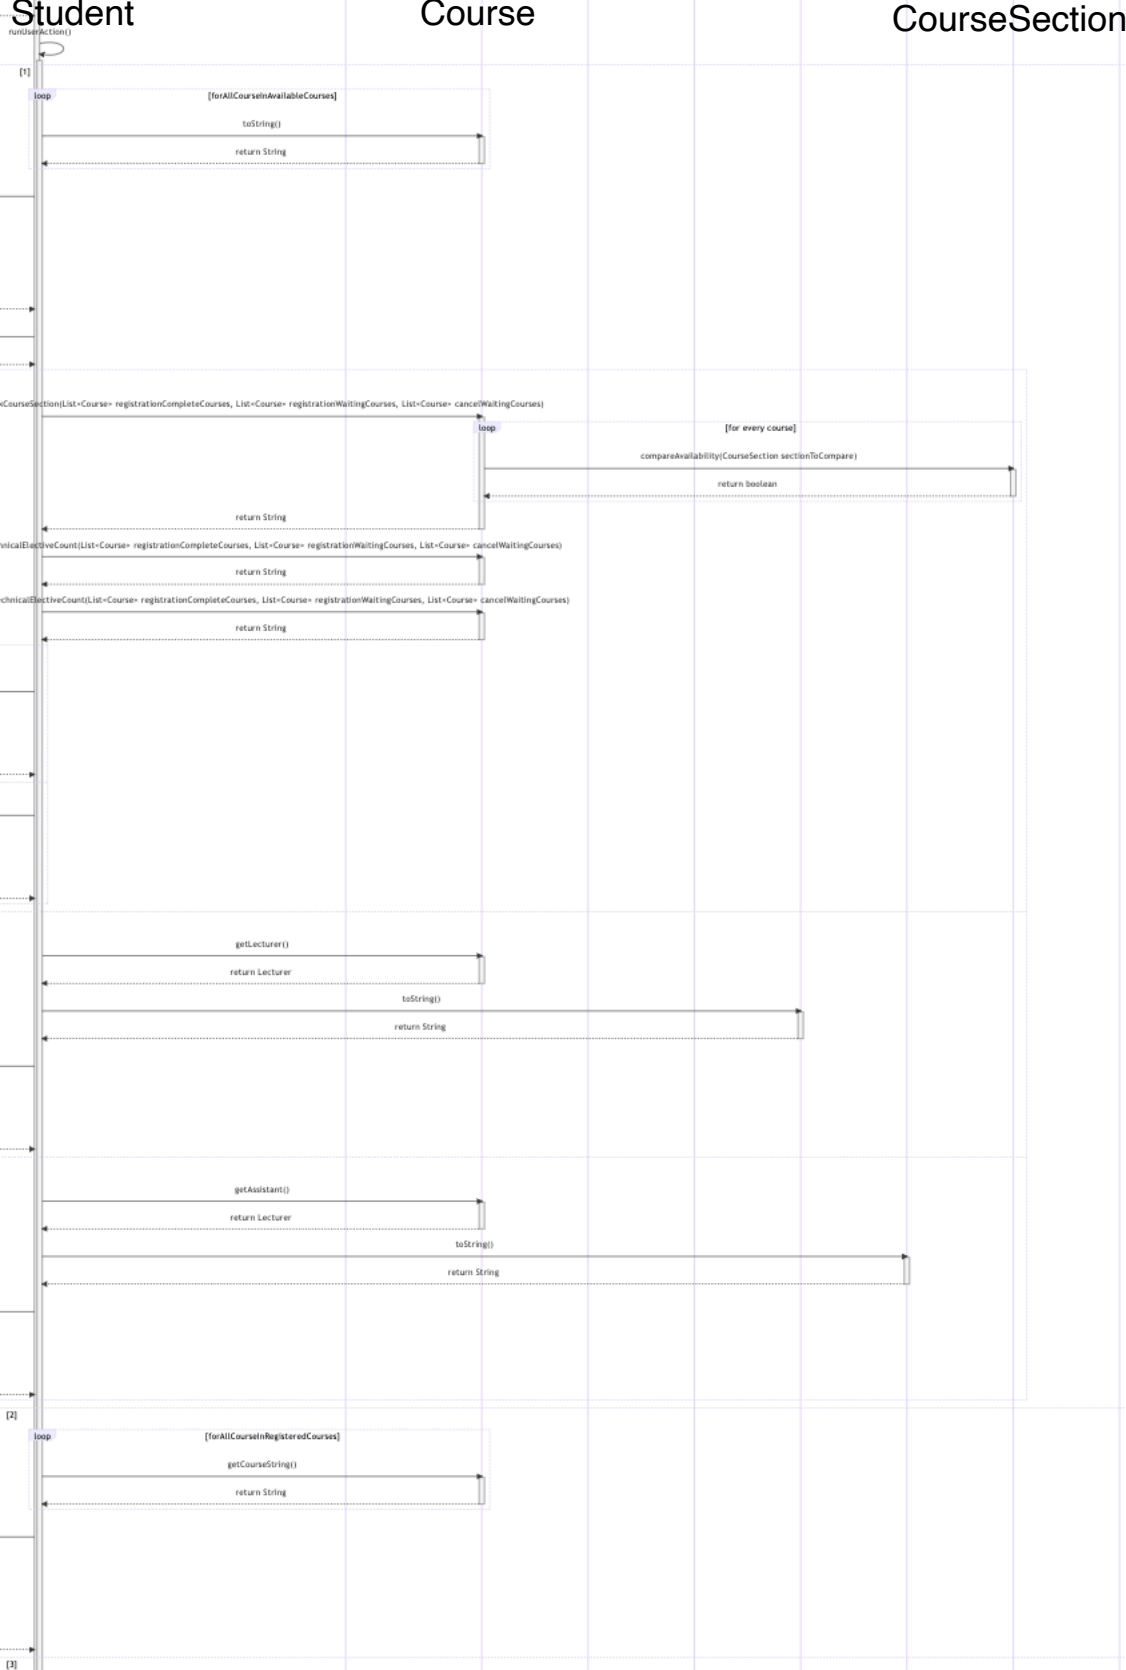 Student Course CourseSection
runUserAction()
[1]
loop [forAllCourseInAvailableCourses]
toString()
return String
kCourseSection(List<Course> registrationCompleteCourses, List<Course> registrationWaitingCourses, List<Course> cancelWaitingCourses)
loop [for every course]
compareAvailability(CourseSection sectionToCompare)
return boolean
return String
hnicalElectiveCount(List<Course> registrationCompleteCourses, List<Course> registrationWaitingCourses, List<Course> cancelWaitingCourses)
return String
echnicalElectiveCount(List<Course> registrationCompleteCourses, List<Course> registrationWaitingCourses, List<Course> cancelWaitingCourses)
return String
getLecturer()
return Lecturer
toString()
return String
getAssistant()
return Lecturer
toString()
return String
[2]
loop [forAllCourseInRegisteredCourses]
getCourseString()
return String
[3]